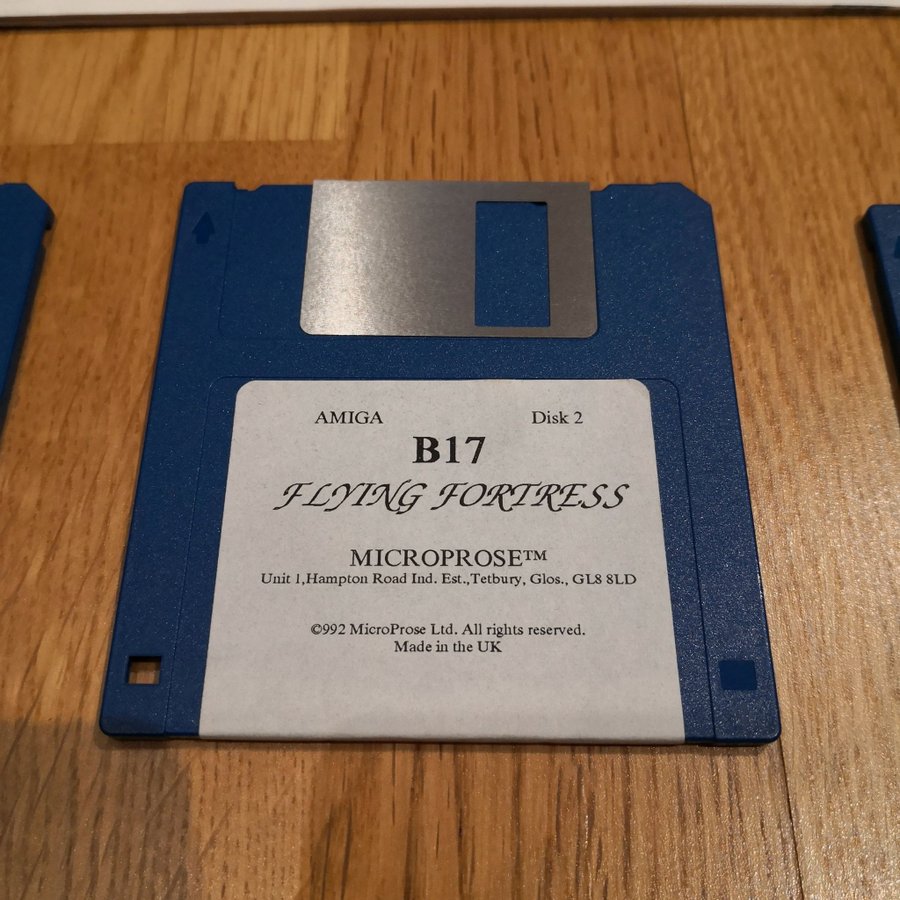 AMIGA Disk 2
B17
FLYING FORTRESS
MICROPROSE™
Unit 1,Hampton Road Ind. Est.,Tetbury, Glos., GL8 8LD
©992 MicroProse Ltd. All rights reserved.
Made in the UK